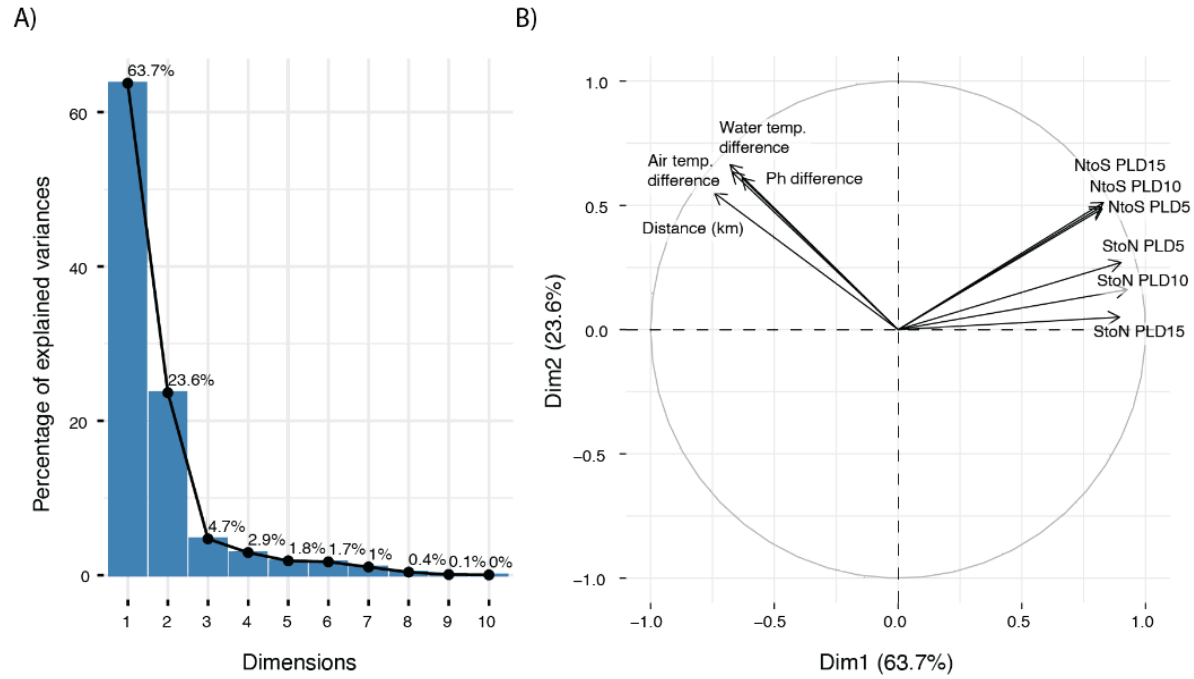 A)
63.7%
23.6%
4.7%
2.9%
1.8%
1.7%
1%
0.4%
0.1%
0%
60
40
20
0
Percentage of explained variances
1 2 3 4 5 6 7 8 9 10
Dimensions
B)
Water temp.
difference
Air temp.
difference
Ph difference
Distance (km)
NtoS PLD15
NtoS PLD10
NtoS PLD5
StoN PLD5
StoN PLD10
StoN PLD15
1.0
0.5
0.0
−0.5
−1.0
Dim2 (23.6%)
−1.0 −0.5 0.0 0.5 1.0
Dim1 (63.7%)